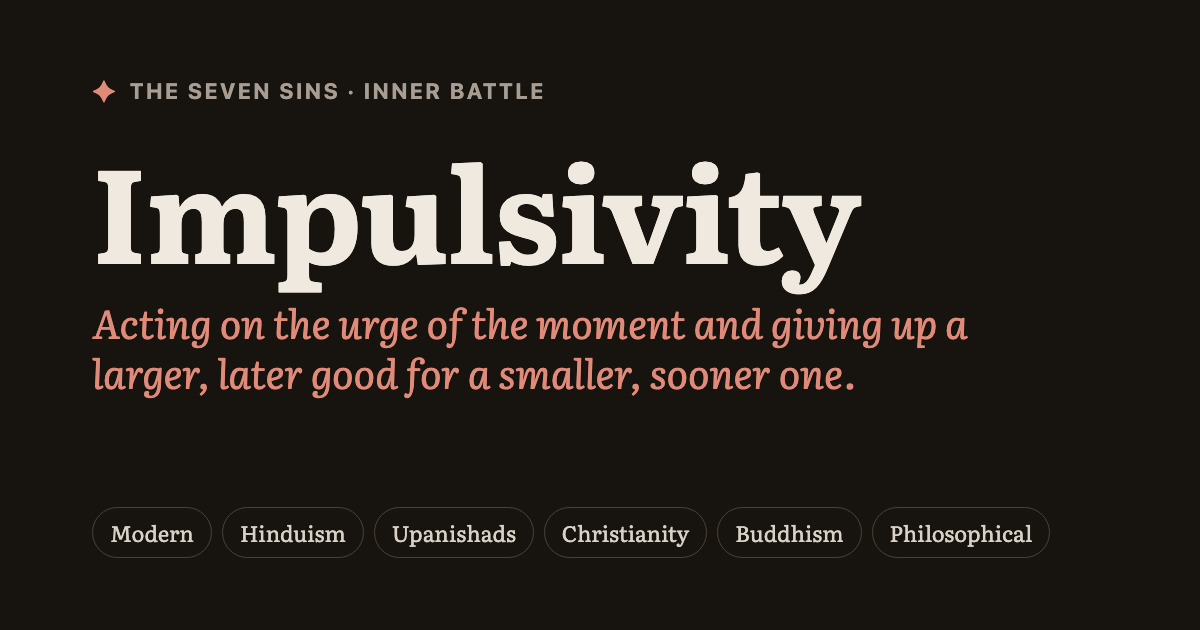 THE SEVEN SINS · INNER BATTLE
Impulsivity
Acting on the urge of the moment and giving up a
larger, later good for a smaller, sooner one.
Modern Hinduism Upanishads Christianity Buddhism Philosophical